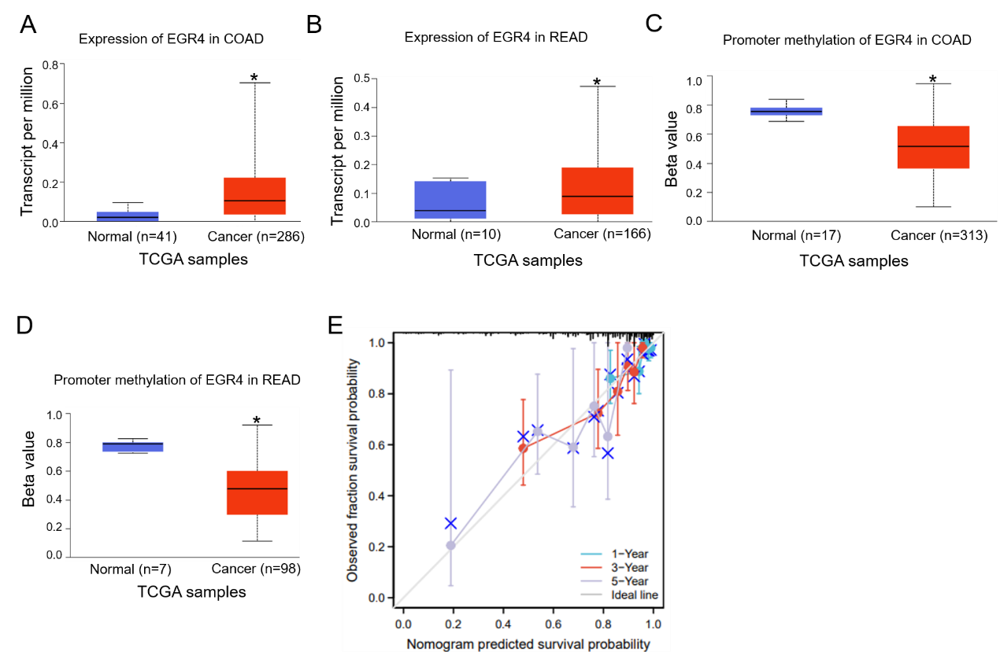 A
Expression of EGR4 in COAD
Transcript per million
0.8
0.6
0.4
0.2
0.0
*
Normal (n=41) Cancer (n=286)
TCGA samples
B
Expression of EGR4 in READ
Transcript per million
0.5
0.4
0.3
0.2
0.1
0.0
*
Normal (n=10) Cancer (n=166)
TCGA samples
C
Promoter methylation of EGR4 in COAD
Beta value
1.0
0.8
0.6
0.4
0.2
0.0
*
Normal (n=17) Cancer (n=313)
TCGA samples
D
Promoter methylation of EGR4 in READ
Beta value
1.0
0.8
0.6
0.4
0.2
0.0
*
Normal (n=7) Cancer (n=98)
TCGA samples
E
Observed fraction survival probability
1.0
0.8
0.6
0.4
0.2
0.0
1−Year
3−Year
5−Year
Ideal line
0.0 0.2 0.4 0.6 0.8 1.0
Nomogram predicted survival probability